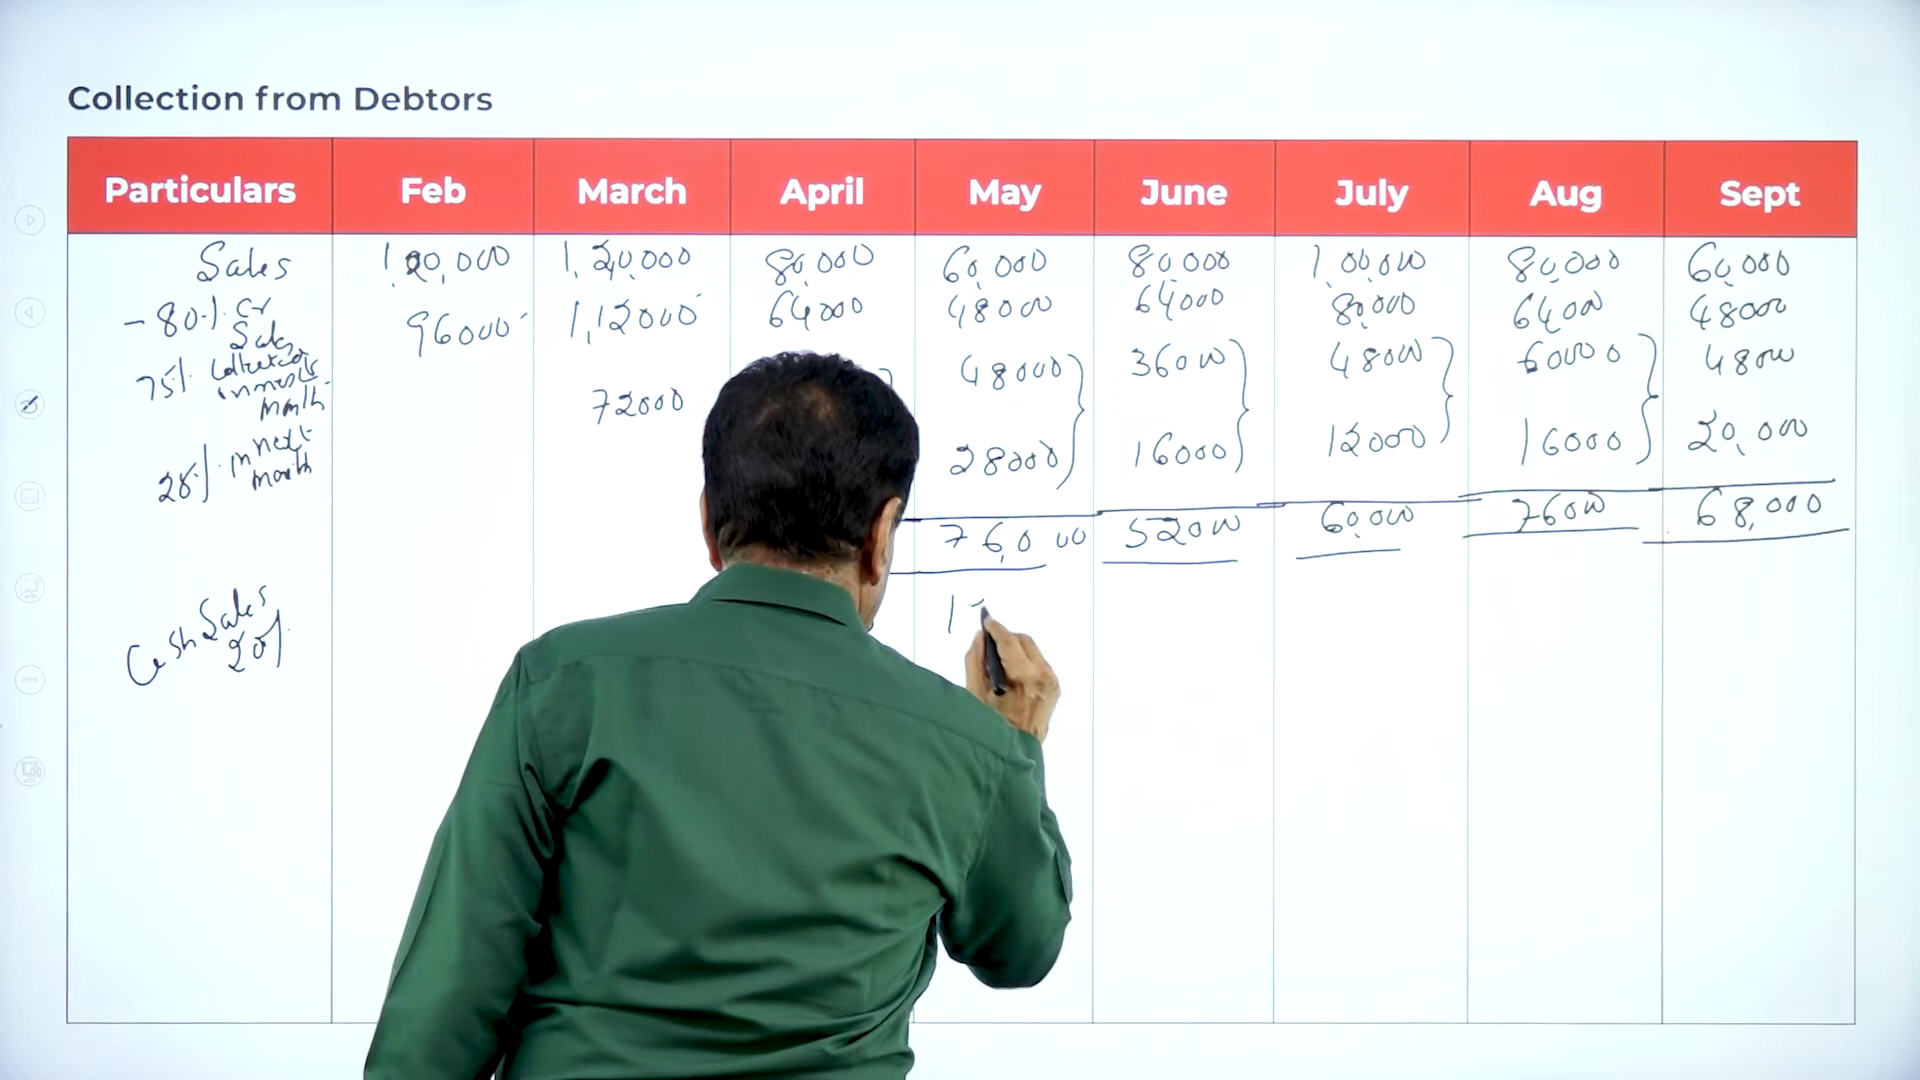 Collection from Debtors
Particulars Feb March April May June July Aug Sept
Sales 1,20,000 1,40,000 80,000 60,000 80,000 1,00,000 80,000 60,000
- 80% Cr Sales 96000 1,12000 64000 48000 64000 80,000 64000 48000
75% in next month 72000 48000 36000 48000 60000 48000
25% in next month 28000 16000 12000 16000 20,000
76,000 52000 60,000 76000 68,000
Cash Sales
20%
1